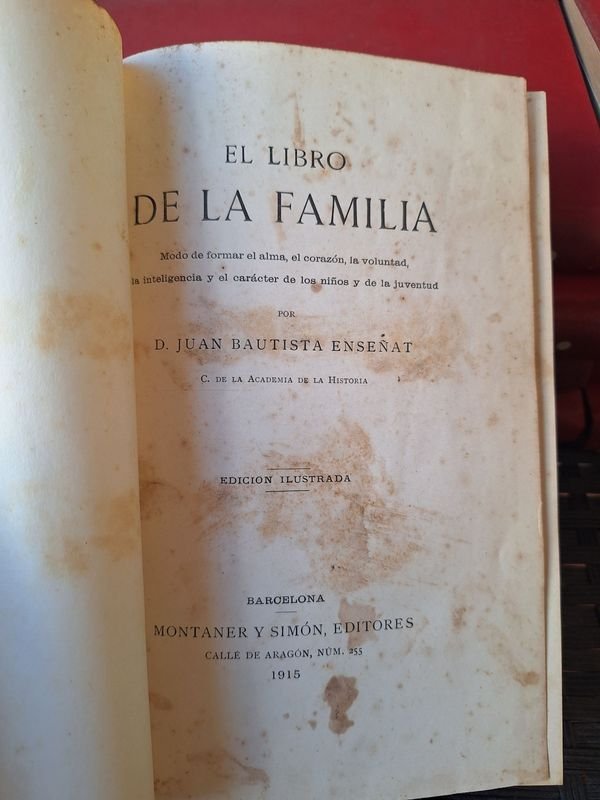 EL LIBRO
DE LA FAMILIA
Modo de formar el alma, el corazón, la voluntad,
la inteligencia y el carácter de los niños y de la juventud
POR
D. JUAN BAUTISTA ENSEÑAT
C. DE LA ACADEMIA DE LA HISTORIA
EDICION ILUSTRADA
BARCELONA
MONTANER Y SIMÓN, EDITORES
CALLE DE ARAGÓN, NÚM. 255
1915